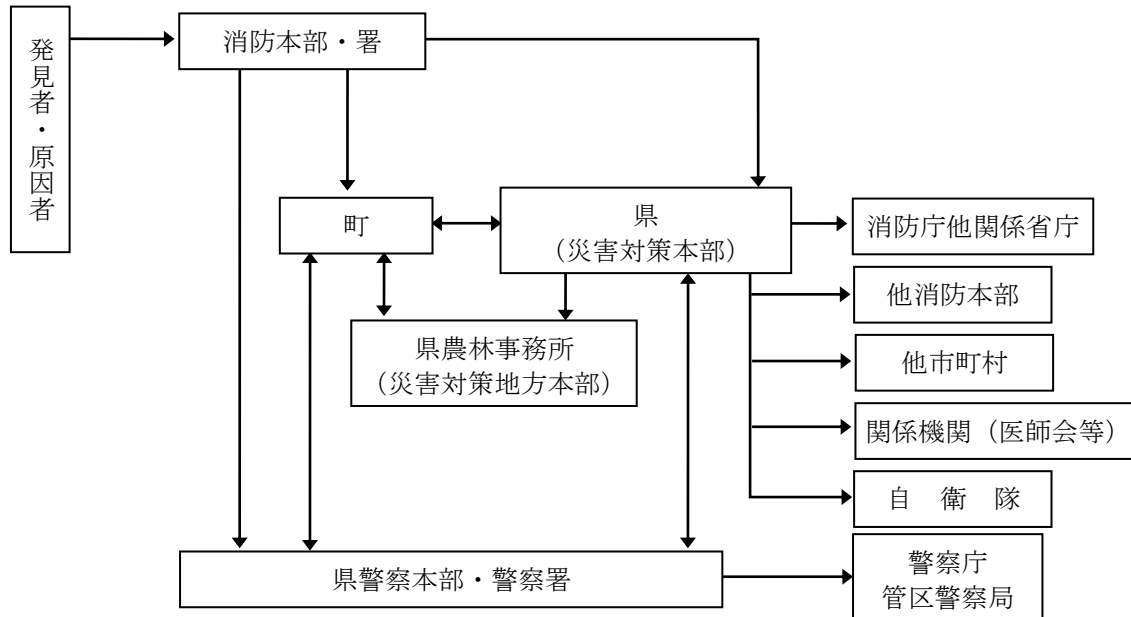 発見者・原因者
消防本部・署
町
県
（災害対策本部）
消防庁他関係省庁
他消防本部
県農林事務所
（災害対策地方本部）
他市町村
関係機関（医師会等）
自　衛　隊
県警察本部・警察署
警察庁
管区警察局